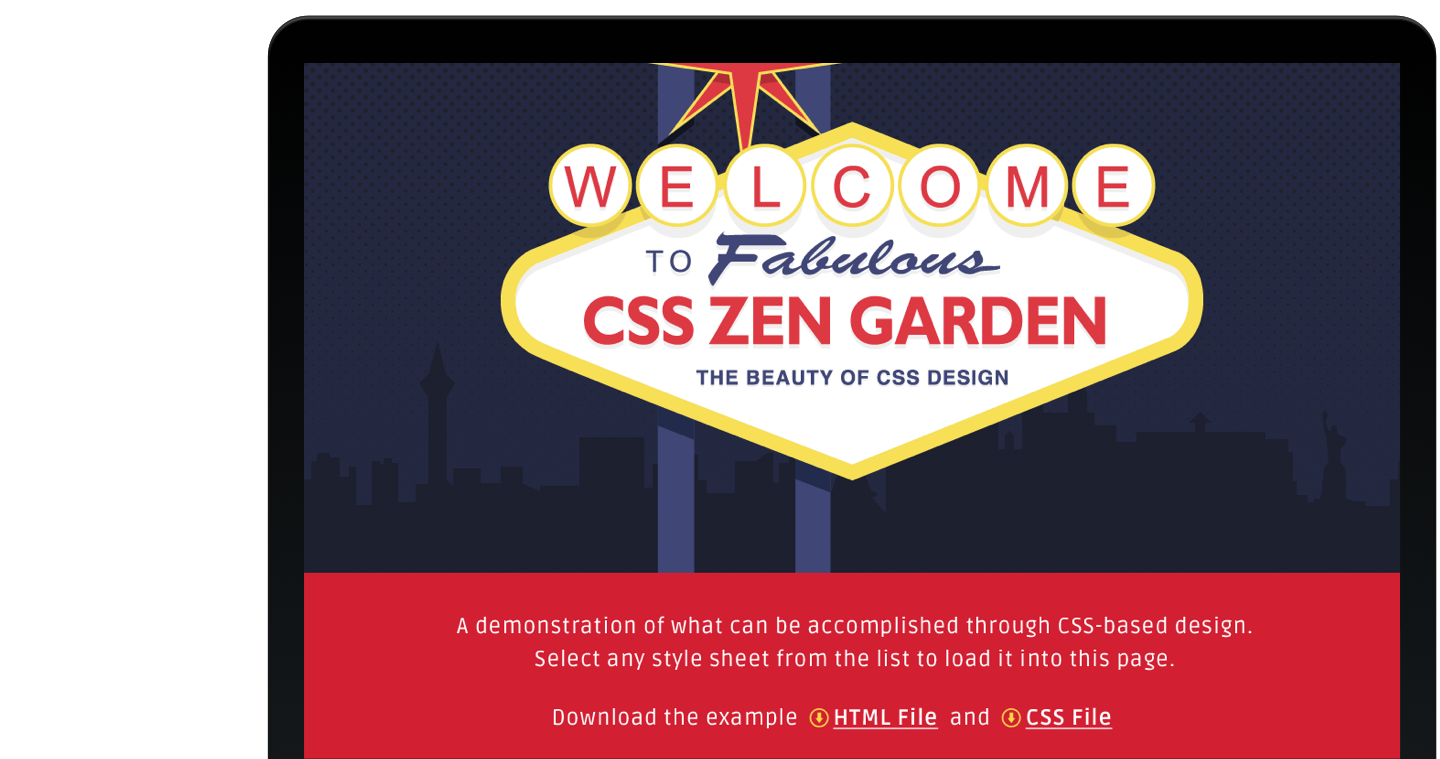 WELCOME
TO Fabulous
CSS ZEN GARDEN
THE BEAUTY OF CSS DESIGN
A demonstration of what can be accomplished through CSS-based design.
Select any style sheet from the list to load it into this page.
Download the example HTML File and CSS File